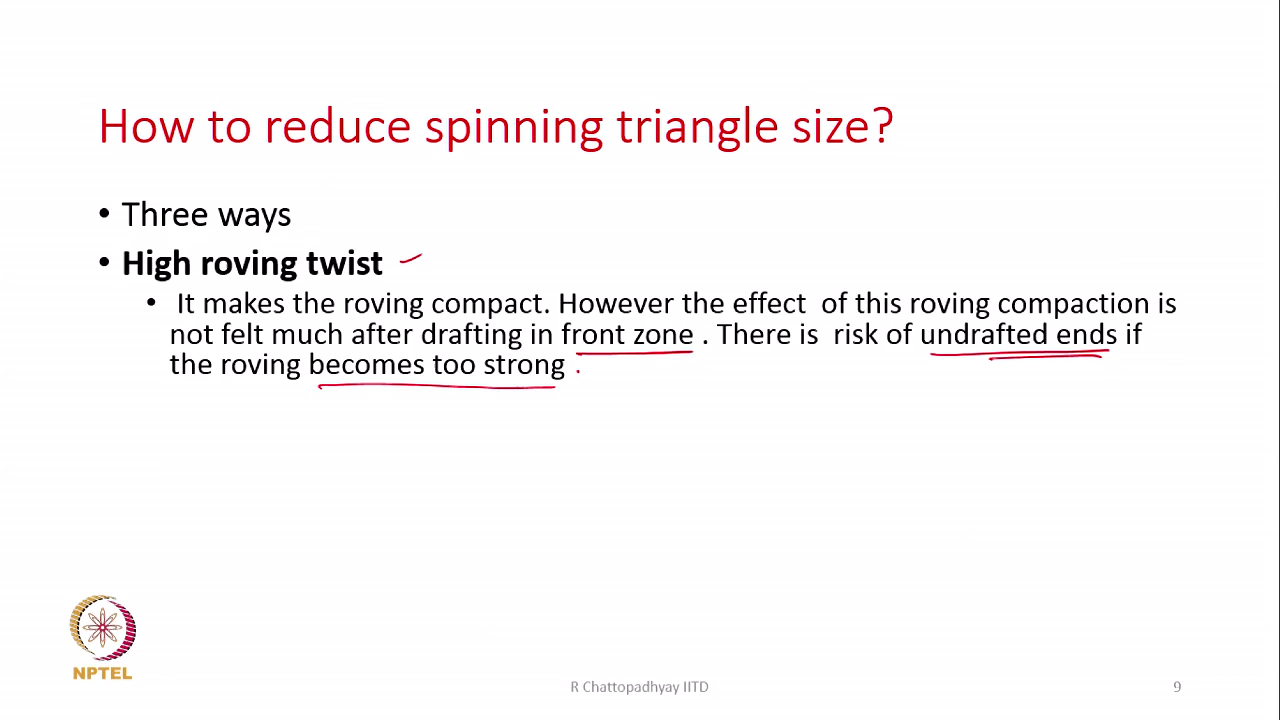 How to reduce spinning triangle size?
• Three ways
• High roving twist
• It makes the roving compact. However the effect of this roving compaction is
not felt much after drafting in front zone . There is risk of undrafted ends if
the roving becomes too strong .
NPTEL
R Chattopadhyay IITD
9